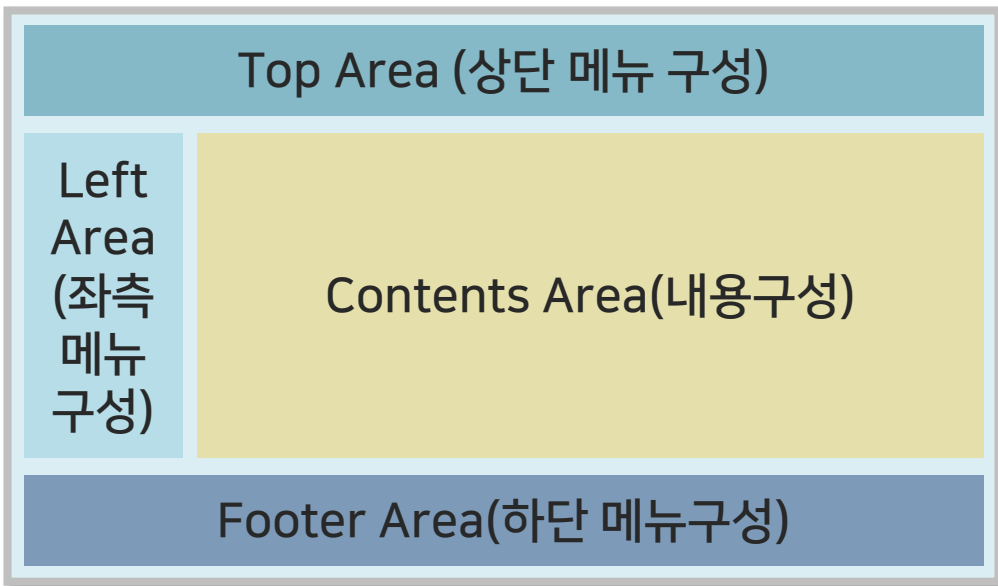 Top Area (상단 메뉴 구성)
Left
Area
(좌측
메뉴
구성)
Contents Area(내용구성)
Footer Area(하단 메뉴구성)